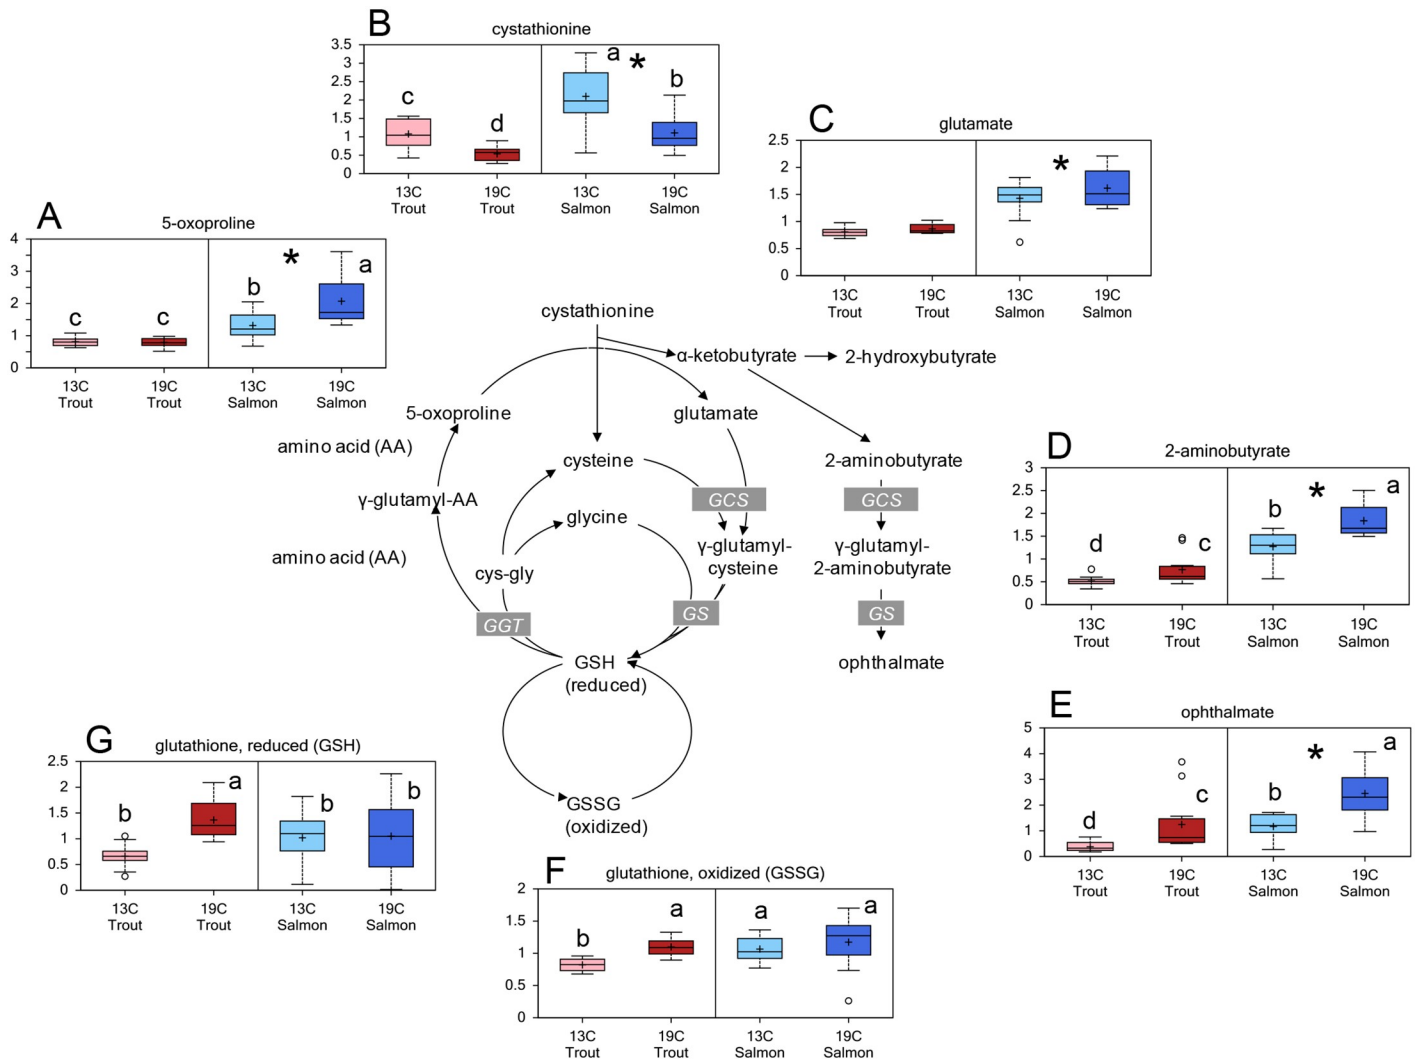 B
cystathionine
3.5
3
2.5
2
1.5
1
0.5
0
c
d
a
*
b
13C
Trout
19C
Trout
13C
Salmon
19C
Salmon
C
glutamate
2.5
2
1.5
1
0.5
0
*
13C
Trout
19C
Trout
13C
Salmon
19C
Salmon
A
5-oxoproline
4
3
2
1
0
c
c
b
*
a
13C
Trout
19C
Trout
13C
Salmon
19C
Salmon
cystathionine
α-ketobutyrate
2-hydroxybutyrate
5-oxoproline
glutamate
amino acid (AA)
cysteine
2-aminobutyrate
γ-glutamyl-AA
GCS
GCS
glycine
amino acid (AA)
γ-glutamyl-
cysteine
γ-glutamyl-
2-aminobutyrate
cys-gly
GGT
GS
GS
GSH
(reduced)
ophthalmate
GSSG
(oxidized)
D
2-aminobutyrate
3
2.5
2
1.5
1
0.5
0
d
c
b
*
a
13C
Trout
19C
Trout
13C
Salmon
19C
Salmon
E
ophthalmate
5
4
3
2
1
0
d
c
b
*
a
13C
Trout
19C
Trout
13C
Salmon
19C
Salmon
G
glutathione, reduced (GSH)
2.5
2
1.5
1
0.5
0
b
a
b
b
13C
Trout
19C
Trout
13C
Salmon
19C
Salmon
F
glutathione, oxidized (GSSG)
2
1.5
1
0.5
0
b
a
a
a
13C
Trout
19C
Trout
13C
Salmon
19C
Salmon